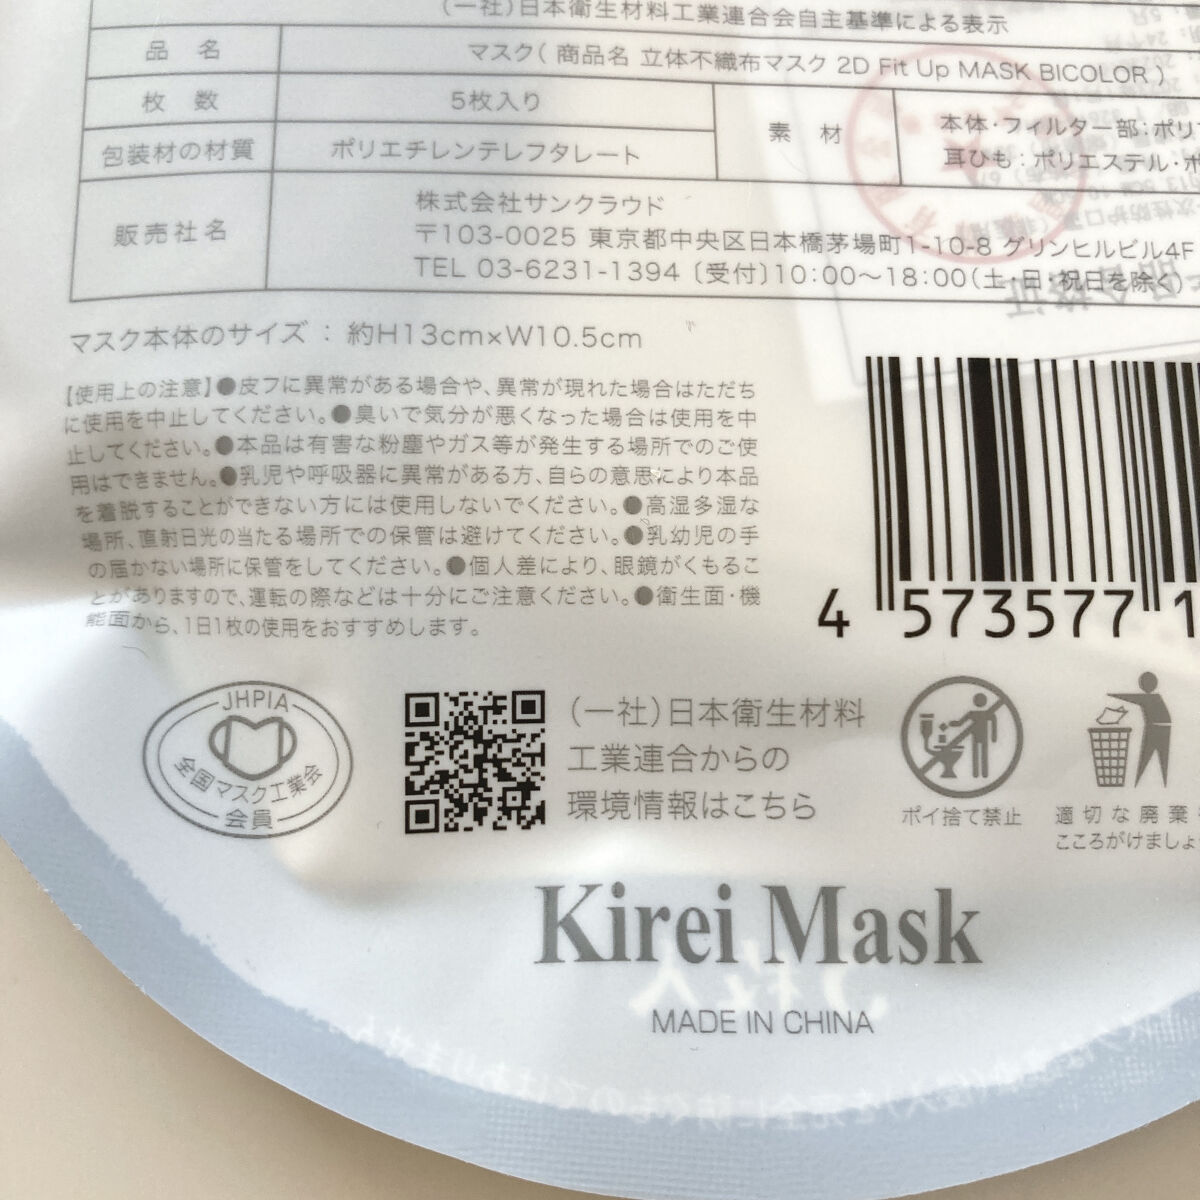 (一社)日本衛生材料工業連合会自主基準による表示
品 名
マスク( 商品名 立体不織布マスク 2D Fit Up MASK BICOLOR )
枚 数
5枚入り
素 材
本体・フィルター部:ポリ
耳ひも:ポリエステル・ポ
包装材の材質
ポリエチレンテレフタレート
販売社名
株式会社サンクラウド
〒103-0025 東京都中央区日本橋茅場町1-10-8 グリンヒルビル4F
TEL 03-6231-1394 〔受付〕10:00〜18:00(土・日・祝日を除く)
マスク本体のサイズ : 約H13cm×W10.5cm
【使用上の注意】●皮フに異常がある場合や、異常が現れた場合はただち
に使用を中止してください。●臭いで気分が悪くなった場合は使用を中
止してください。●本品は有害な粉塵やガス等が発生する場所でのご使
用はできません。●乳児や呼吸器に異常がある方、自らの意思により本品
を着脱することができない方には使用しないでください。●高湿多湿な
場所、直射日光の当たる場所での保管は避けてください。●乳幼児の手
の届かない場所に保管をしてください。●個人差により、眼鏡がくもるこ
とがありますので、運転の際などは十分にご注意ください。●衛生面・機
能面から、1日1枚の使用をおすすめします。
4 573577 1
JHPIA
全国マスク工業会
会員
(一社)日本衛生材料
工業連合からの
環境情報はこちら
ポイ捨て禁止
適切な廃棄
こころがけましょ
Kirei Mask
MADE IN CHINA